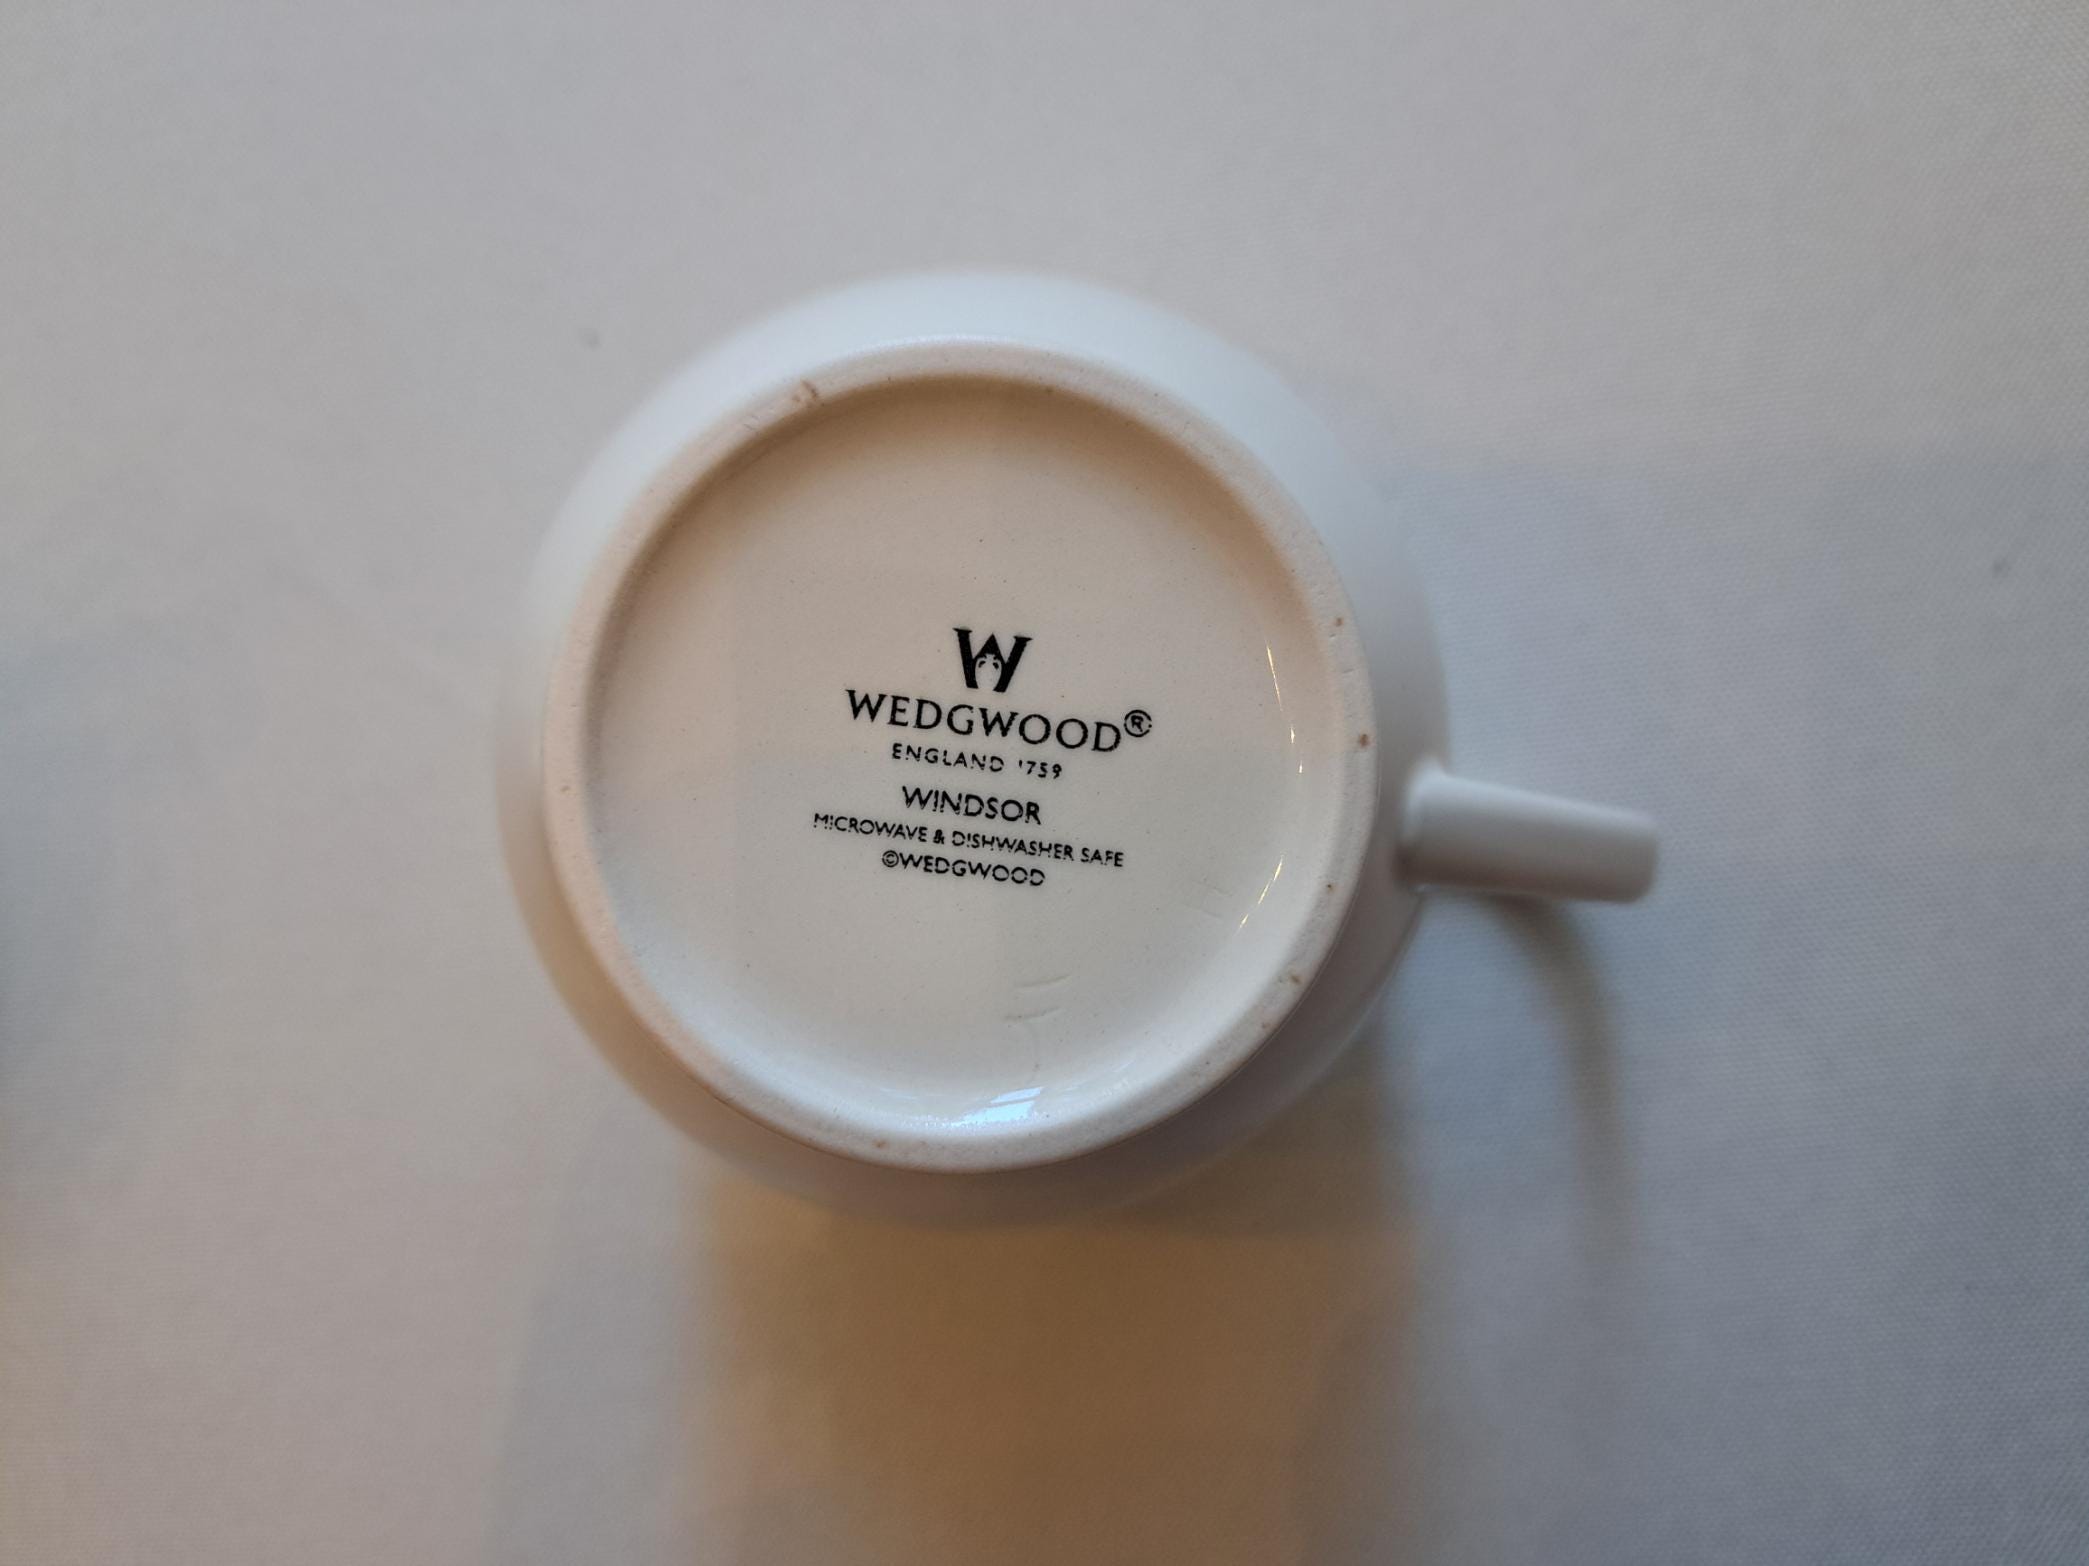 W
WEDGWOOD®
ENGLAND 1759
WINDSOR
MICROWAVE & DISHWASHER SAFE
©WEDGWOOD